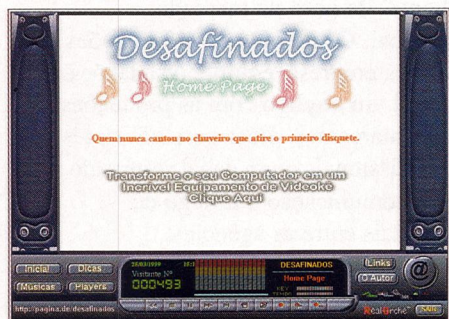 Desafinados
Home Page
Quem nunca cantou no chuveiro que atire o primeiro disquete.
Transforme o seu Computador em um
Incrível Equipamento de Videokê
Clique Aqui
Inicial
Dicas
Músicas
Players
Visitante Nº
000493
DESAFINADOS
Home Page
KEY
TEMPO
Links
O Autor
@
http://pagina.de/desafinados